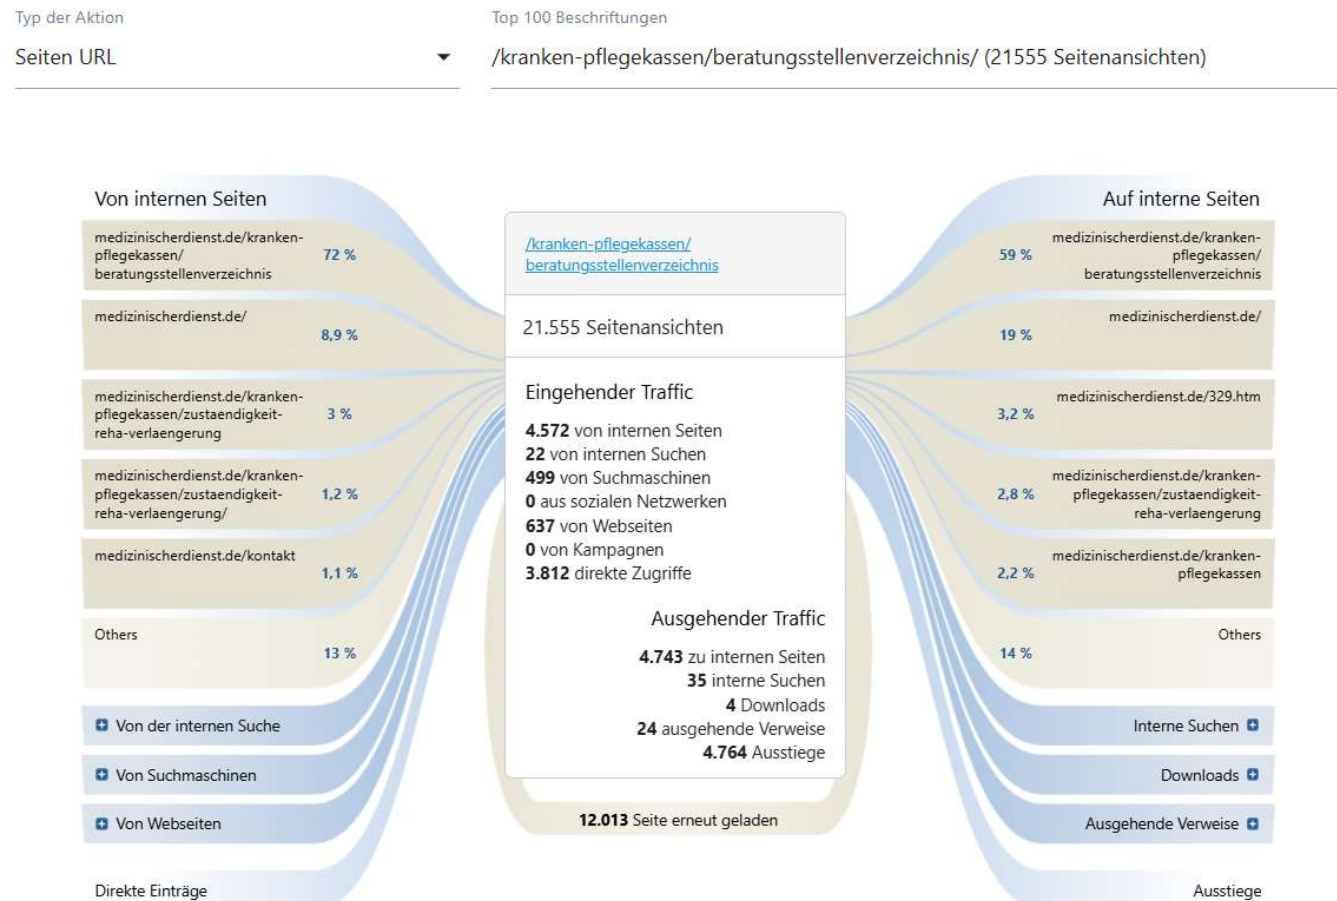 Typ der Aktion
Seiten URL
Top 100 Beschriftungen
/kranken-pflegekassen/beratungsstellenverzeichnis/ (21555 Seitenansichten)
Von internen Seiten
medizinischerdienst.de/kranken-
pflegekassen/
beratungsstellenverzeichnis
72 %
medizinischerdienst.de/
8,9 %
medizinischerdienst.de/kranken-
pflegekassen/zustaendigkeit-
reha-verlaengerung
3 %
medizinischerdienst.de/kranken-
pflegekassen/zustaendigkeit-
reha-verlaengerung/
1,2 %
medizinischerdienst.de/kontakt
1,1 %
Others
13 %
Von der internen Suche
Von Suchmaschinen
Von Webseiten
Direkte Einträge
/kranken-pflegekassen/
beratungsstellenverzeichnis
21.555 Seitenansichten
Eingehender Traffic
4.572 von internen Seiten
22 von internen Suchen
499 von Suchmaschinen
0 aus sozialen Netzwerken
637 von Webseiten
0 von Kampagnen
3.812 direkte Zugriffe
Ausgehender Traffic
4.743 zu internen Seiten
35 interne Suchen
4 Downloads
24 ausgehende Verweise
4.764 Ausstiege
12.013 Seite erneut geladen
Auf interne Seiten
59 %
medizinischerdienst.de/kranken-
pflegekassen/
beratungsstellenverzeichnis
medizinischerdienst.de/
19 %
medizinischerdienst.de/329.htm
3,2 %
medizinischerdienst.de/kranken-
pflegekassen/zustaendigkeit-
reha-verlaengerung
2,8 %
medizinischerdienst.de/kranken-
pflegekassen
2,2 %
Others
14 %
Interne Suchen
Downloads
Ausgehende Verweise
Ausstiege